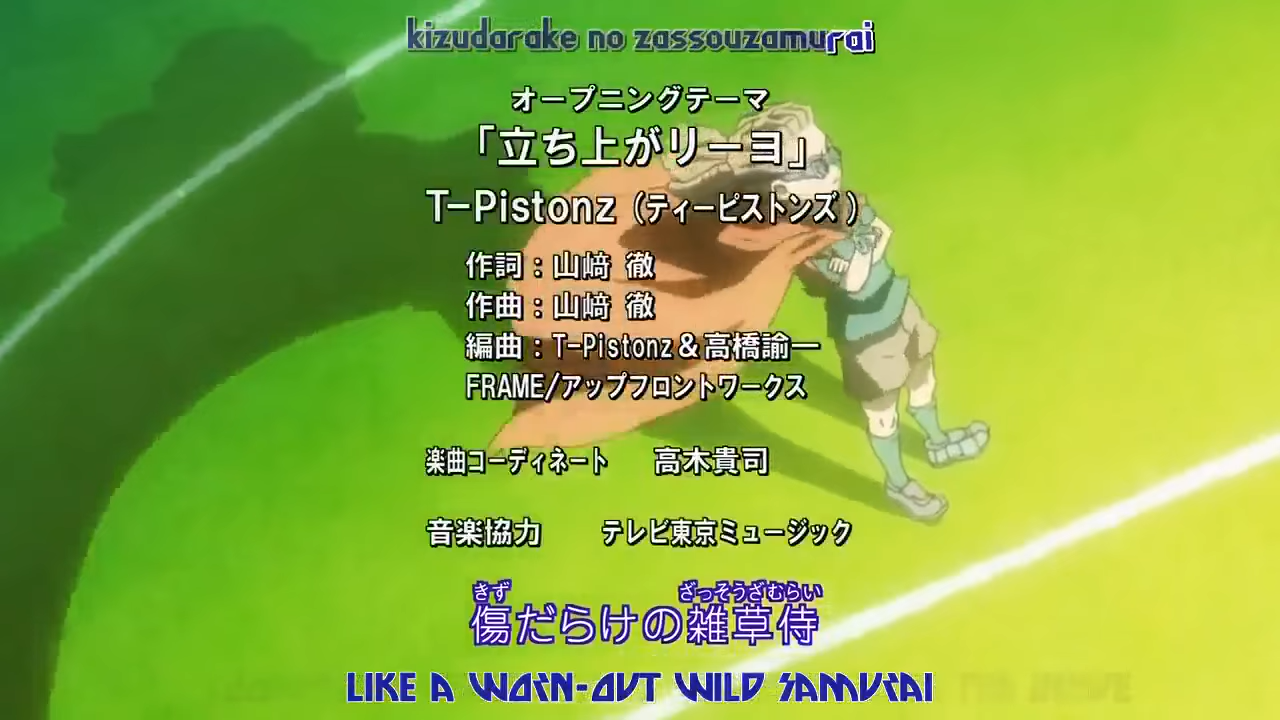 kizudarake no zassouzamurai
オープニングテーマ
「立ち上がリーヨ」
T-Pistonz（ティーピストンズ）
作詞：山﨑 徹
作曲：山﨑 徹
編曲：T-Pistonz＆高橋諭一
FRAME/アップフロントワークス
楽曲コーディネート 高木貴司
音楽協力 テレビ東京ミュージック
きず ざっそうざむらい
傷だらけの雑草侍
LIKE A WORN-OUT WILD SAMURAI